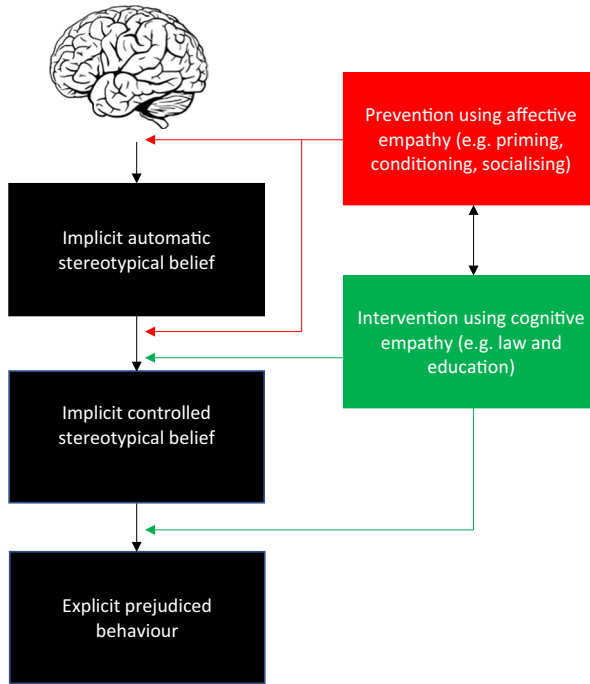 Prevention using affective
empathy (e.g. priming,
conditioning, socialising)
Implicit automatic
stereotypical belief
Intervention using cognitive
empathy (e.g. law and
education)
Implicit controlled
stereotypical belief
Explicit prejudiced
behaviour